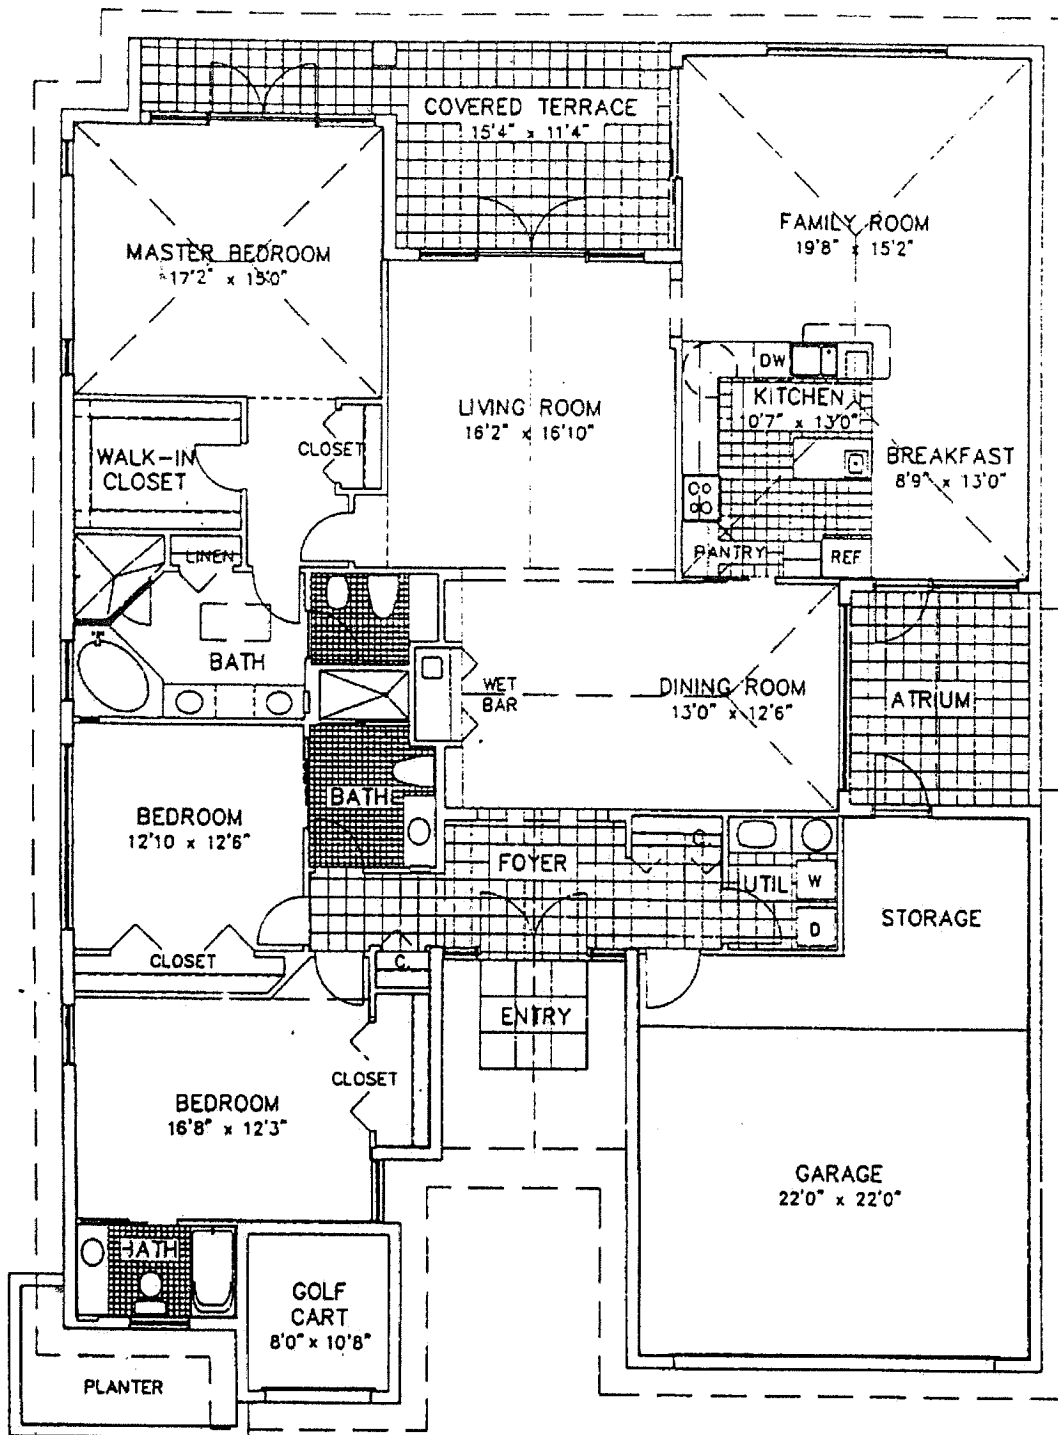 COVERED TERRACE
15'4" x 11'4"
FAMILY ROOM
19'8" x 15'2"
MASTER BEDROOM
17'2" x 15'0"
DW
KITCHEN
10'7" x 13'0"
LIVING ROOM
16'2" x 16'10"
CLOSET
WALK-IN
CLOSET
BREAKFAST
8'9" x 13'0"
LINEN
PANTRY
REF
BATH
WET
BAR
DINING ROOM
13'0" x 12'6"
ATRIUM
BEDROOM
12'10 x 12'6"
BATH
FOYER
C.
UTIL
W
D
STORAGE
CLOSET
C.
ENTRY
CLOSET
BEDROOM
16'8" x 12'3"
GARAGE
22'0" x 22'0"
BATH
GOLF
CART
8'0" x 10'8"
PLANTER